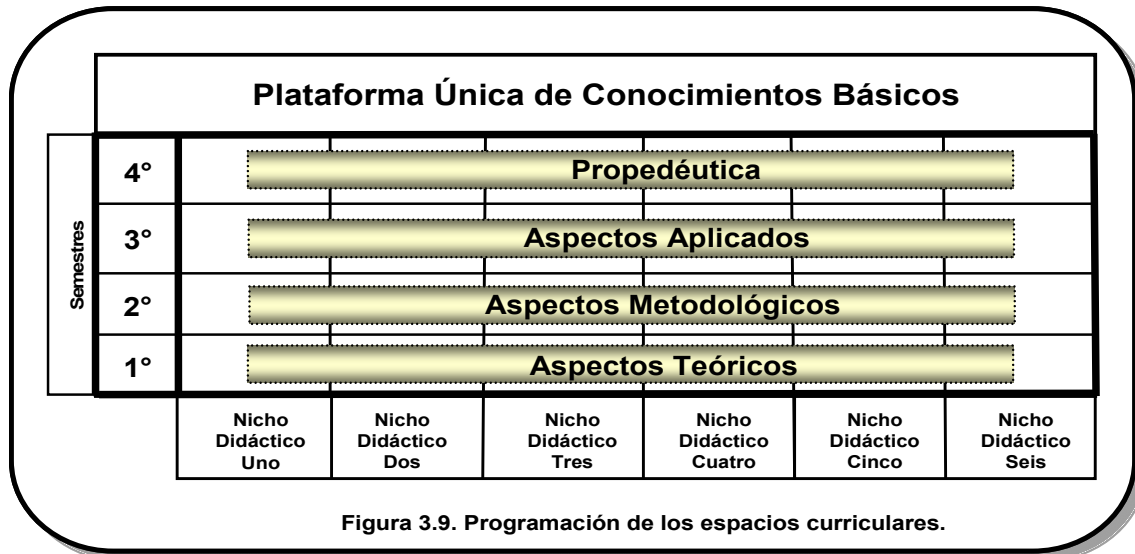 Plataforma Única de Conocimientos Básicos
Semestres
4°
Propedéutica
3°
Aspectos Aplicados
2°
Aspectos Metodológicos
1°
Aspectos Teóricos
Nicho
Didáctico
Uno
Nicho
Didáctico
Dos
Nicho
Didáctico
Tres
Nicho
Didáctico
Cuatro
Nicho
Didáctico
Cinco
Nicho
Didáctico
Seis
Figura 3.9. Programación de los espacios curriculares.